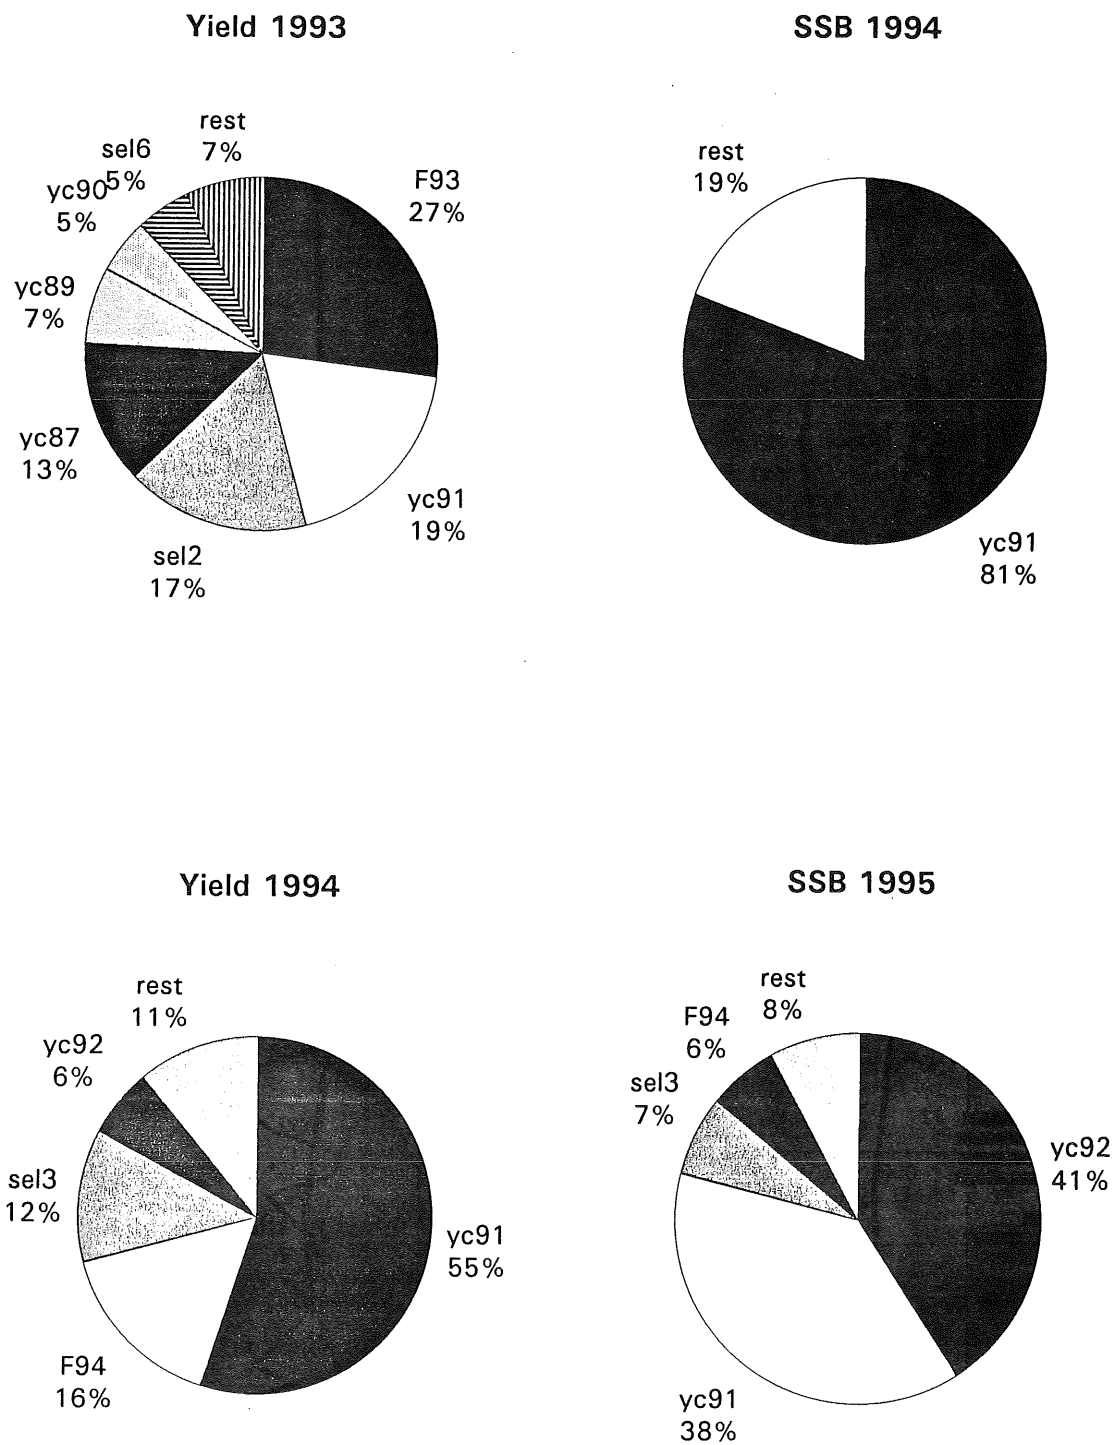 Yield 1993
rest
7%
sel6
5%
yc90
5%
yc89
7%
yc87
13%
sel2
17%
yc91
19%
F93
27%
SSB 1994
rest
19%
yc91
81%
Yield 1994
rest
11%
yc92
6%
sel3
12%
F94
16%
yc91
55%
SSB 1995
rest
8%
F94
6%
sel3
7%
yc91
38%
yc92
41%